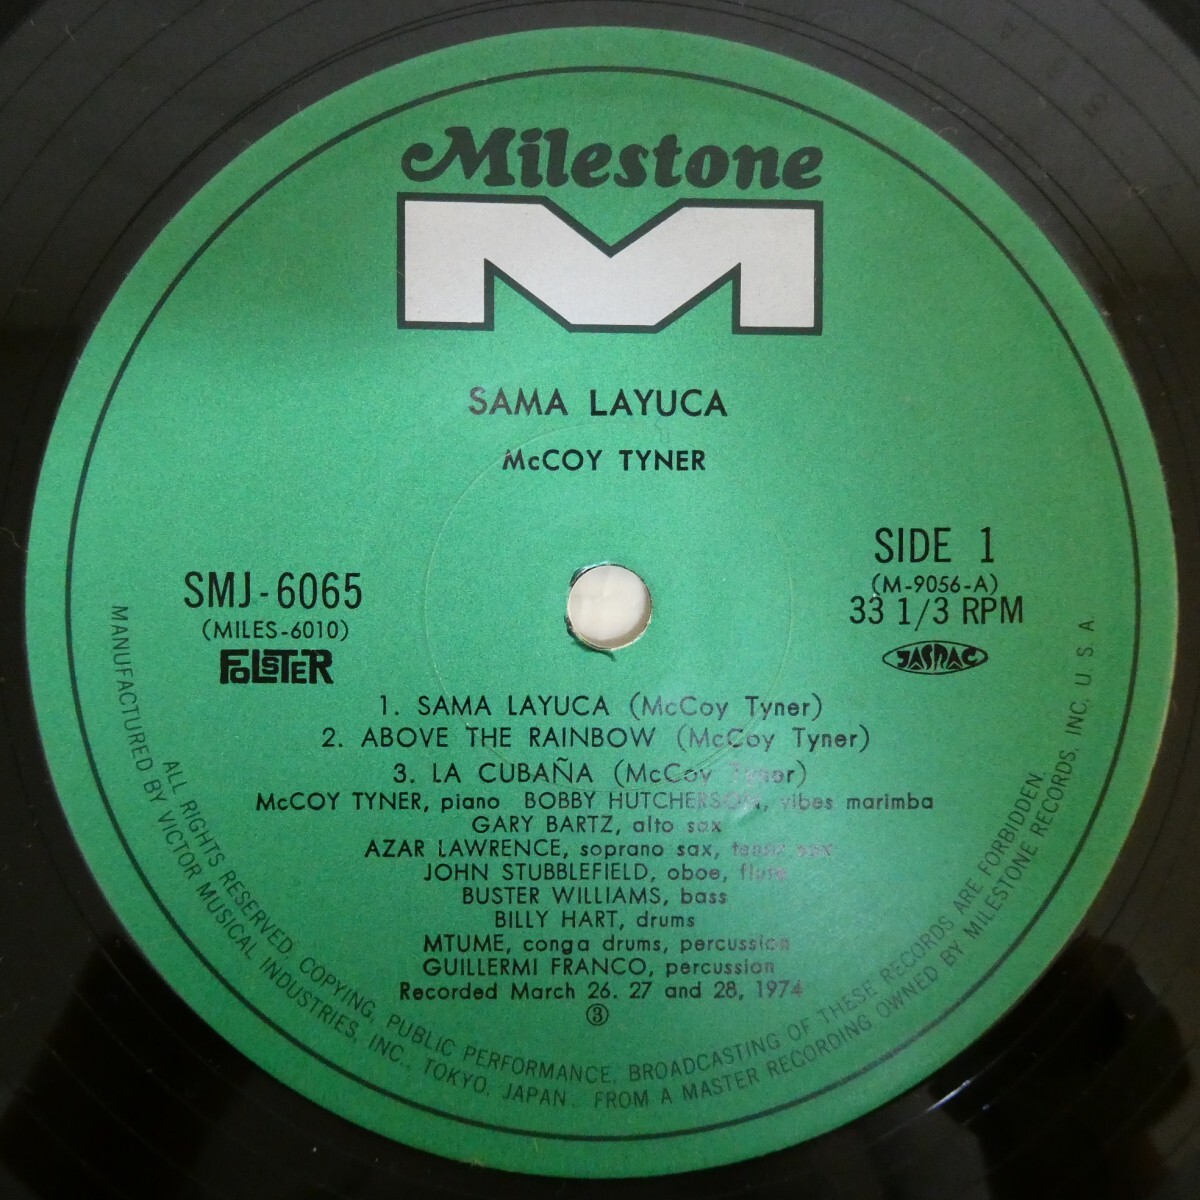 Milestone
M
SAMA LAYUCA
McCOY TYNER
SIDE 1
(M-9056-A)
33 1/3 RPM
JASRAC
SMJ-6065
(MILES-6010)
FOLSTER
1. SAMA LAYUCA (McCoy Tyner)
2. ABOVE THE RAINBOW (McCoy Tyner)
3. LA CUBAÑA (McCoy Tyner)
McCOY TYNER, piano BOBBY HUTCHERSON, vibes marimba
GARY BARTZ, alto sax
AZAR LAWRENCE, soprano sax, tenor sax
JOHN STUBBLEFIELD, oboe, flute
BUSTER WILLIAMS, bass
BILLY HART, drums
MTUME, conga drums, percussion
GUILLERMI FRANCO, percussion
Recorded March 26. 27 and 28, 1974
③
ALL RIGHTS RESERVED. COPYING, PUBLIC PERFORMANCE, BROADCASTING OF THESE RECORDS ARE FORBIDDEN.
MANUFACTURED BY VICTOR MUSICAL INDUSTRIES, INC., TOKYO, JAPAN. FROM A MASTER RECORDING OWNED BY MILESTONE RECORDS, INC, U. S. A.